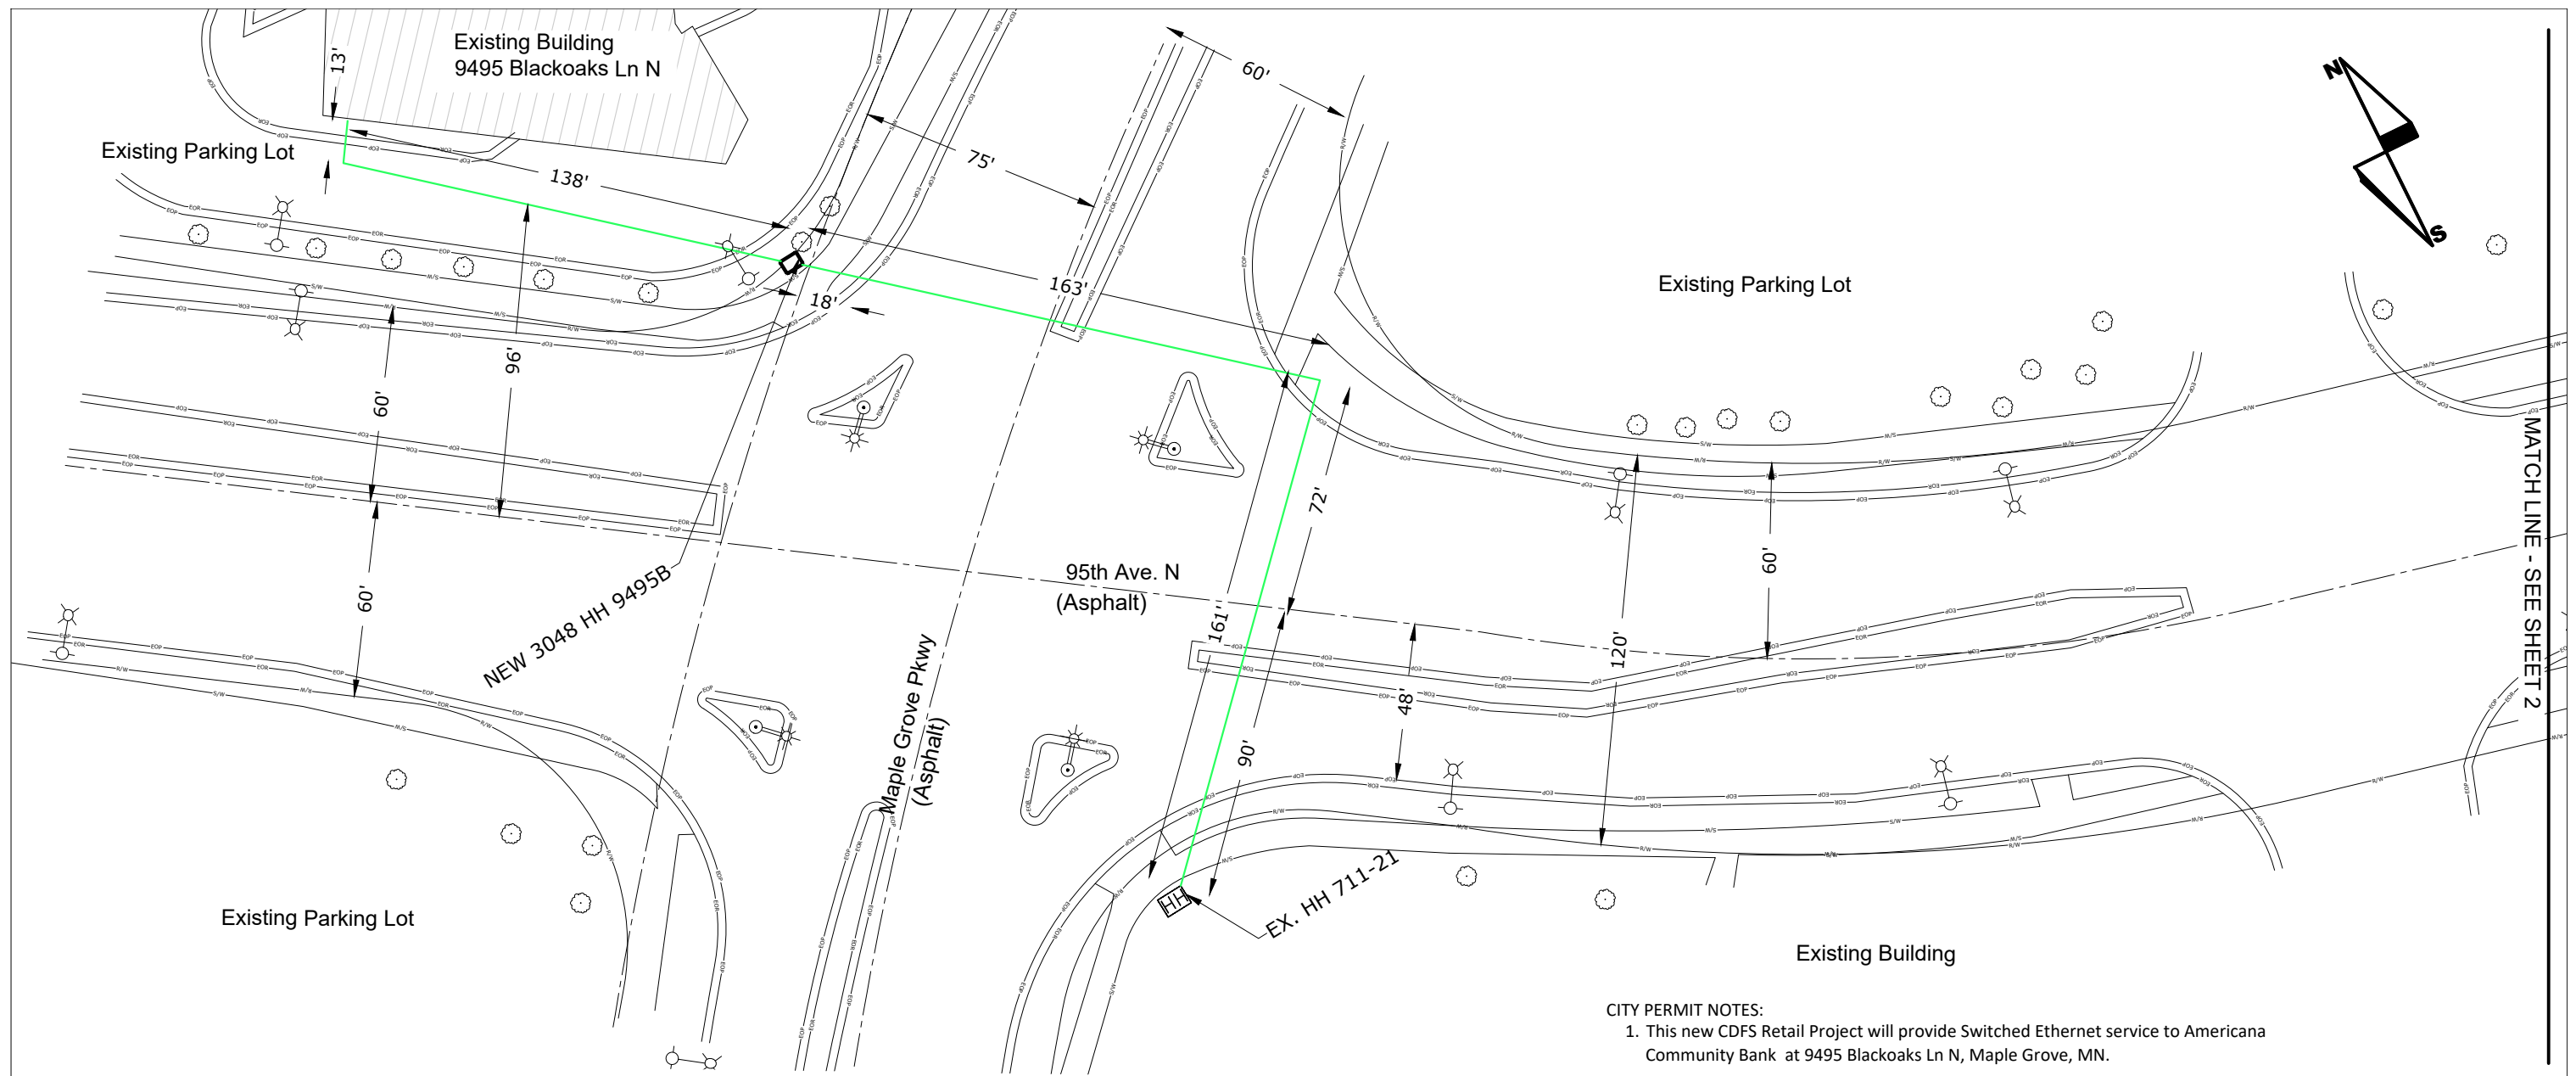 Existing Building
9495 Blackoaks Ln N
13'
60'
N
S
Existing Parking Lot
75'
138'
163'
18'
Existing Parking Lot
96'
60'
72'
60'
95th Ave. N
(Asphalt)
161'
120'
60'
NEW 3048 HH 9495B
48'
90'
Maple Grove Pkwy
(Asphalt)
MATCH LINE - SEE SHEET 2
HH
EX. HH 711-21
Existing Parking Lot
Existing Building
CITY PERMIT NOTES:
1. This new CDFS Retail Project will provide Switched Ethernet service to Americana
Community Bank at 9495 Blackoaks Ln N, Maple Grove, MN.
EOP
EOR
R/W
S/W